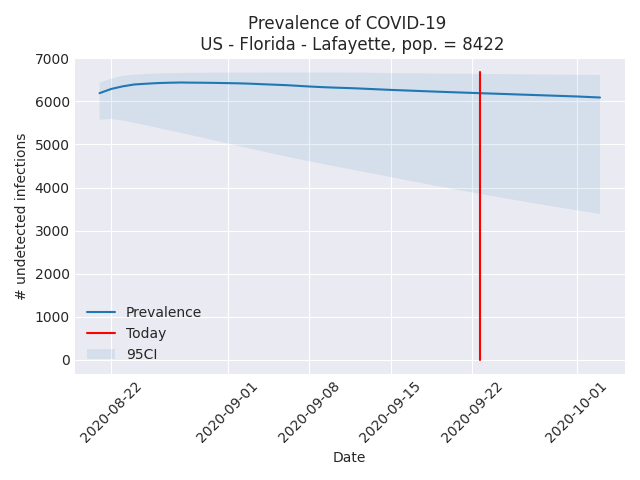 Prevalence of COVID-19
US - Florida - Lafayette, pop. = 8422
7000
6000
5000
4000
3000
2000
1000
0
# undetected infections
Prevalence
Today
95CI
2020-08-22
2020-09-01
2020-09-08
2020-09-15
2020-09-22
2020-10-01
Date